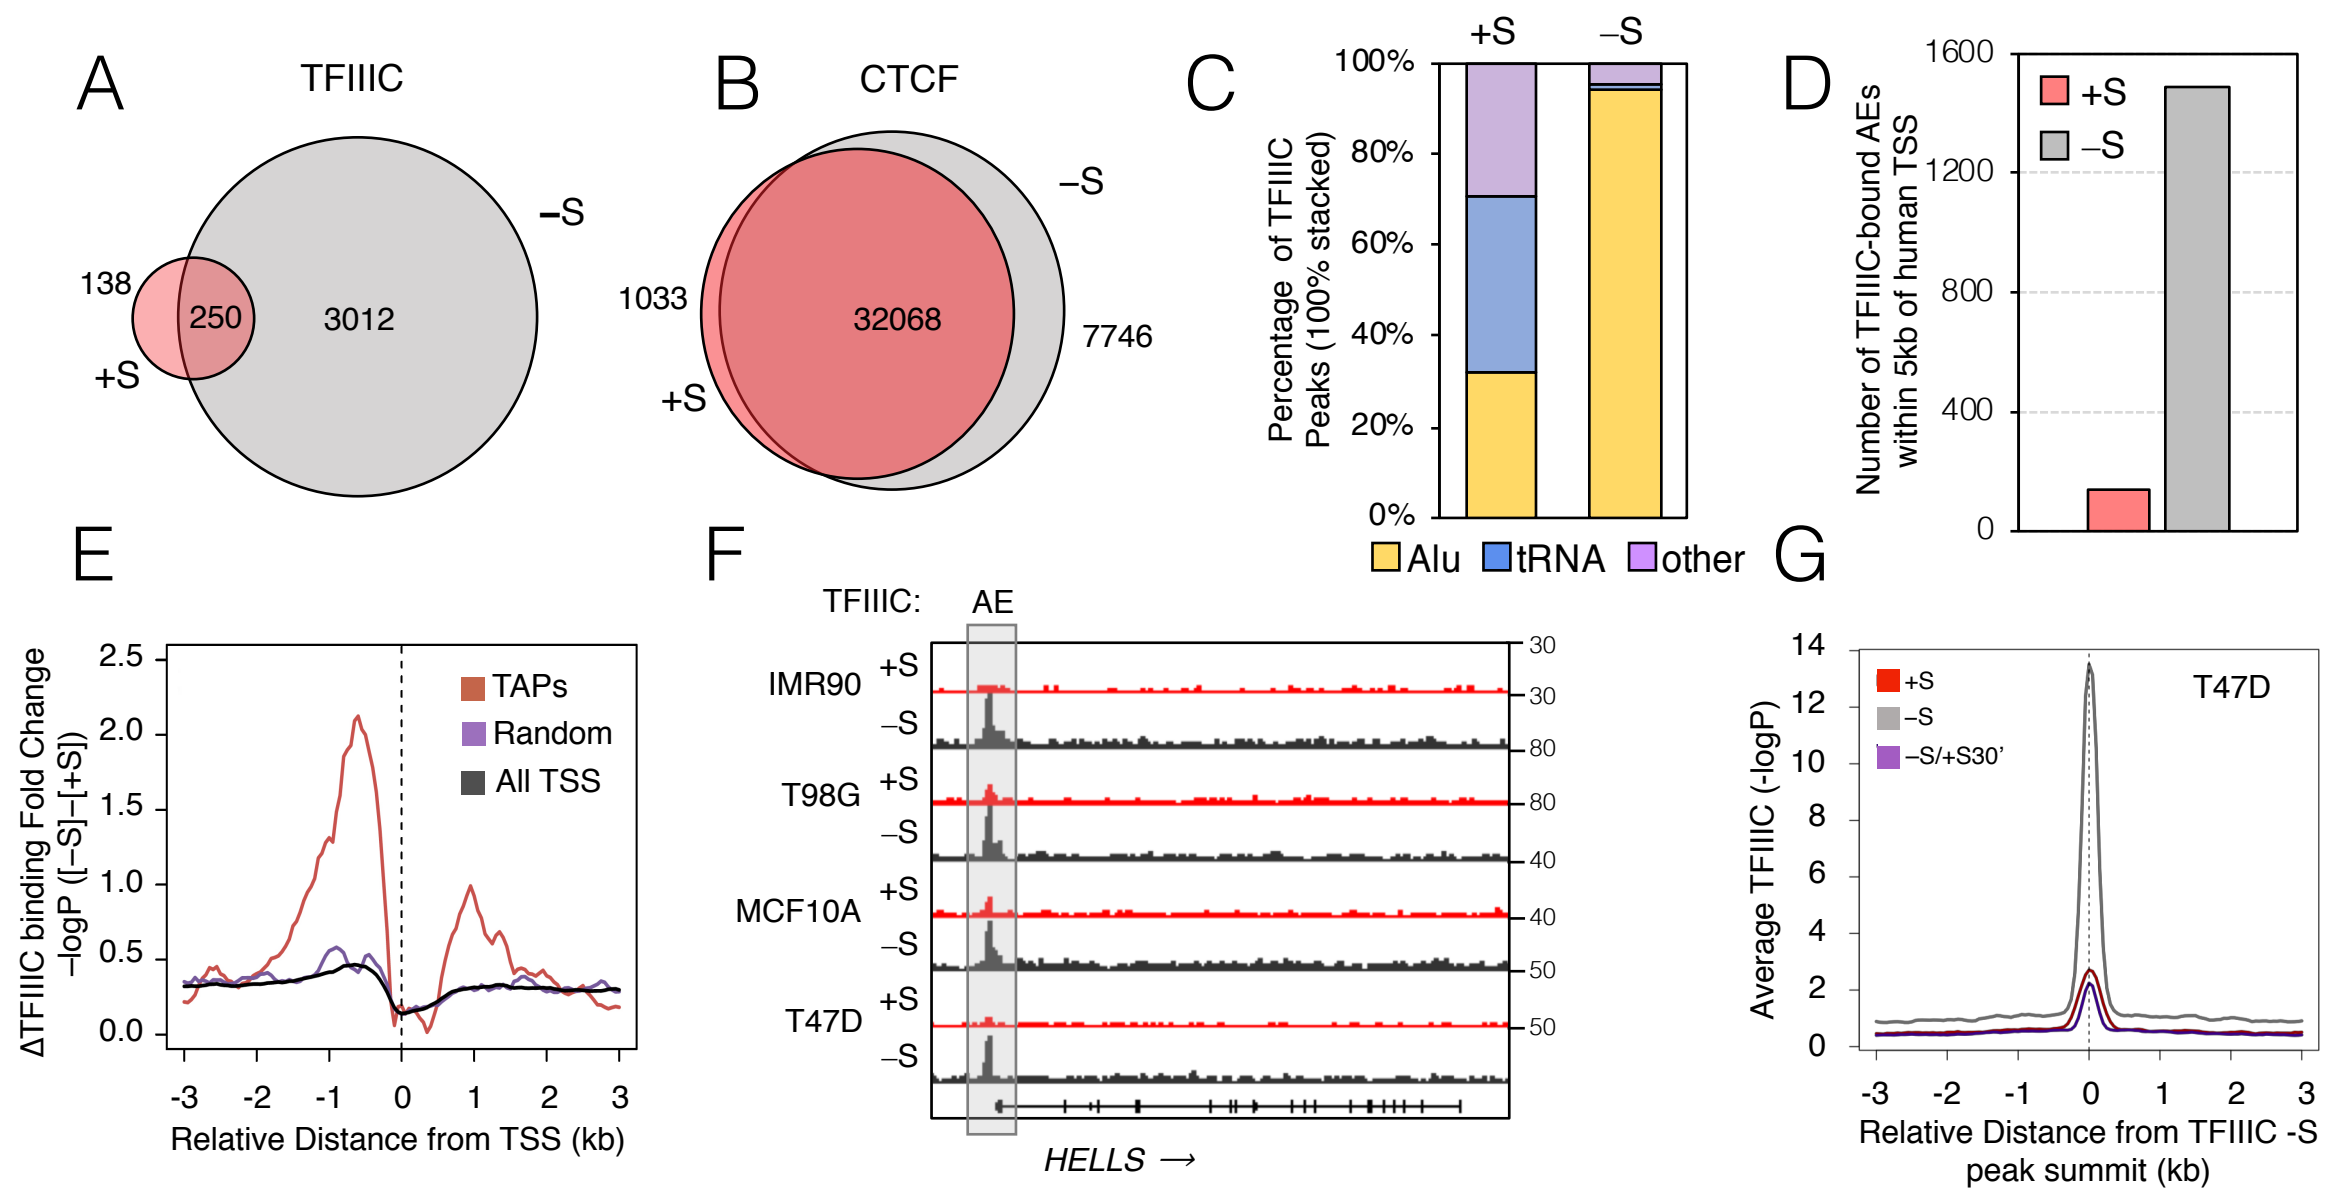 A
TFIIIC
138
250
3012
–S
+S
B
CTCF
1033
32068
7746
–S
+S
C
+S –S
Percentage of TFIIIC
Peaks (100% stacked)
100%
80%
60%
40%
20%
0%
Alu tRNA other
D
Number of TFIIIC-bound AEs
within 5kb of human TSS
1600
1200
800
400
0
+S
–S
E
ΔTFIIIC binding Fold Change
–logP ([–S]–[+S])
2.5
2.0
1.5
1.0
0.5
0.0
TAPs
Random
All TSS
-3 -2 -1 0 1 2 3
Relative Distance from TSS (kb)
F
TFIIIC: AE
IMR90 +S 30
–S 30
T98G +S 80
–S 80
MCF10A +S 40
–S 40
T47D +S 50
–S 50
HELLS →
G
Average TFIIIC (-logP)
14
12
10
8
6
4
2
0
+S
–S
–S/+S30’
T47D
-3 -2 -1 0 1 2 3
Relative Distance from TFIIIC -S
peak summit (kb)